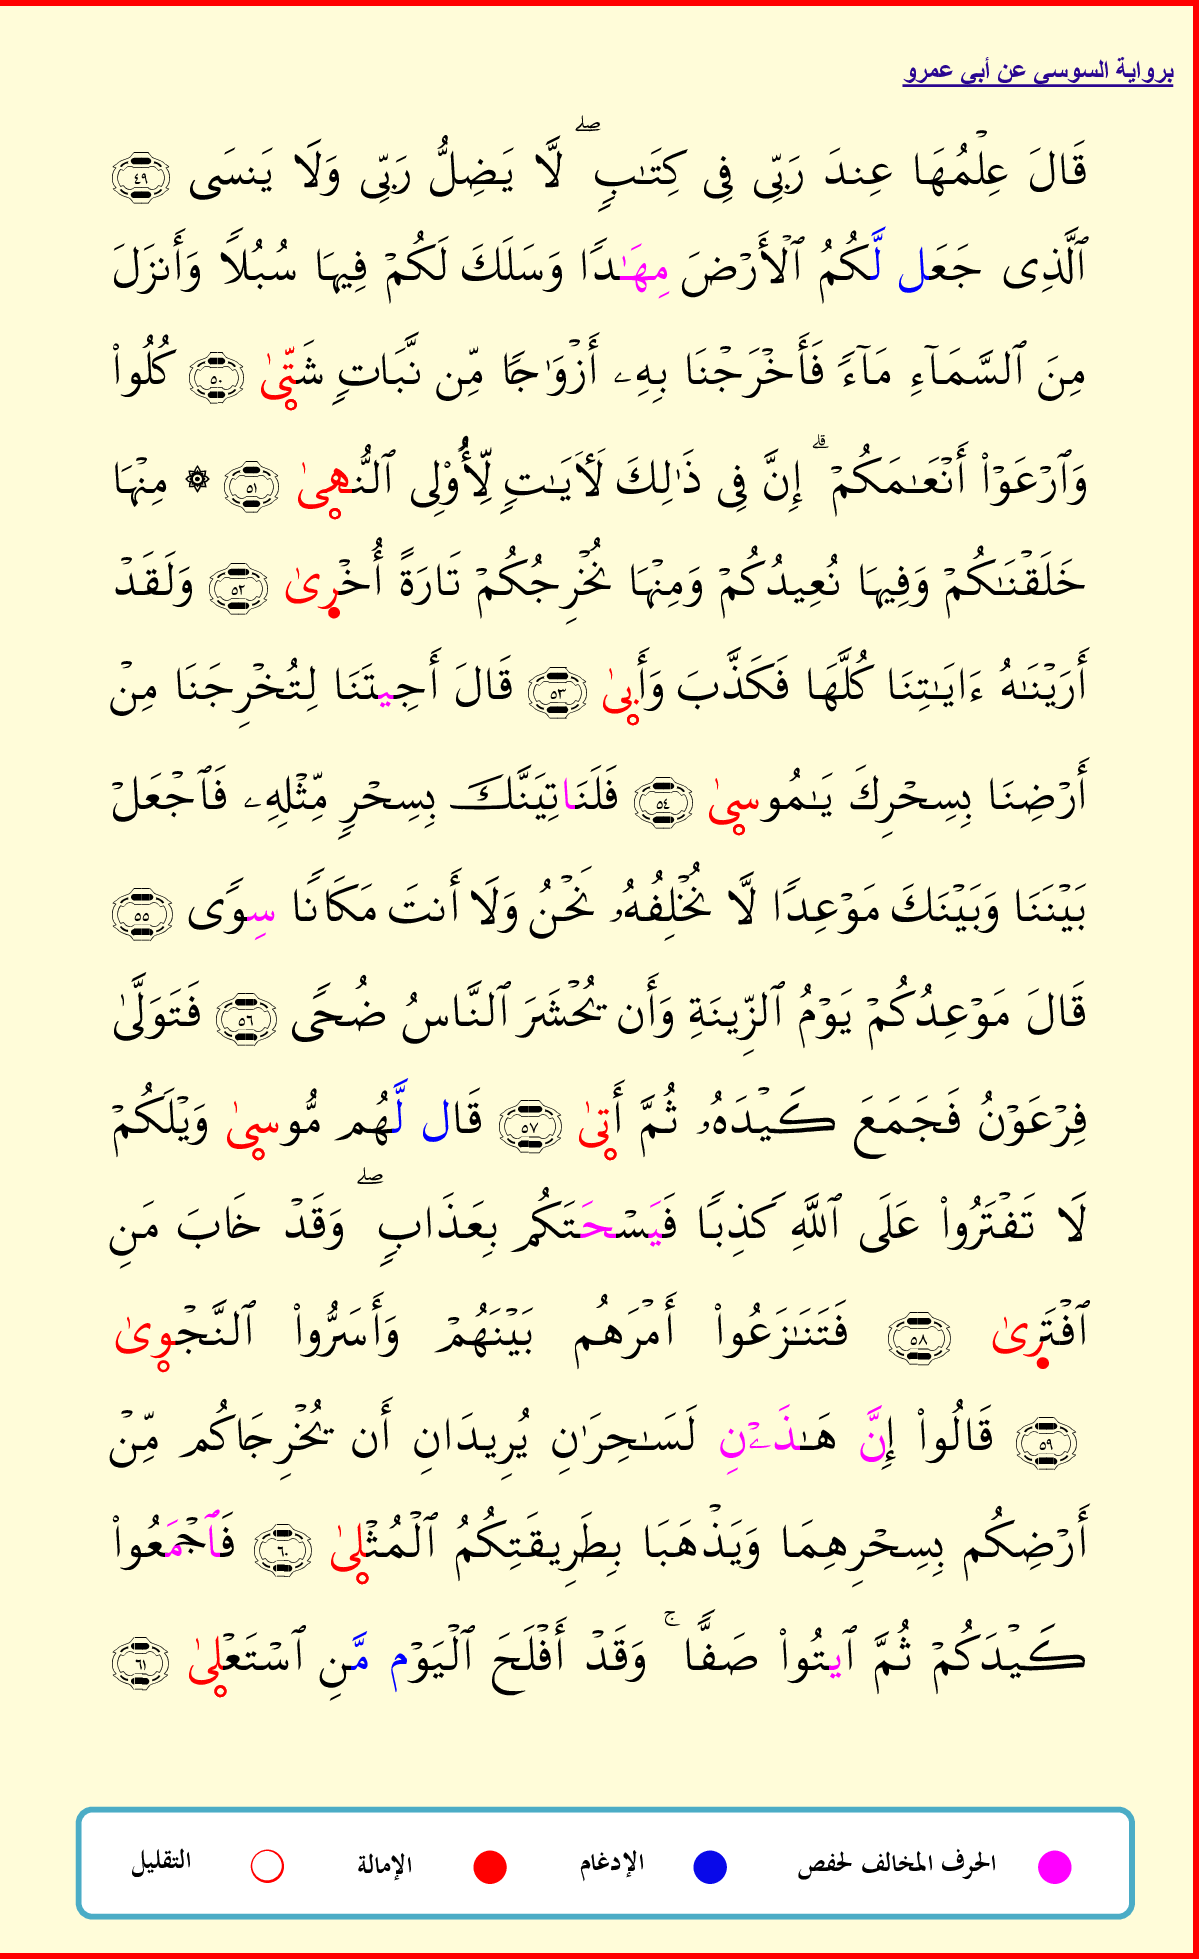 برواية السوسي عن أبي عمرو
قَالَ عِلۡمُهَا عِندَ رَبِّي فِي كِتَٰبٖۖ لَّا يَضِلُّ رَبِّي وَلَا يَنسَى ٤٩
ٱلَّذِي جَعَل لَّكُمُ ٱلۡأَرۡضَ مِهَٰدٗا وَسَلَكَ لَكُمۡ فِيهَا سُبُلٗا وَأَنزَلَ
مِنَ ٱلسَّمَآءِ مَآءٗ فَأَخۡرَجۡنَا بِهِۦ أَزۡوَٰجٗا مِّن نَّبَاتٖ شَتّٜىٰ ٥٠ كُلُواْ
وَٱرۡعَوۡاْ أَنۡعَٰمَكُمۡۚ إِنَّ فِي ذَٰلِكَ لَأٓيَٰتٖ لِّأُوْلِي ٱلنُّهٜىٰ ٥١ ۞ مِنۡهَا
خَلَقۡنَٰكُمۡ وَفِيهَا نُعِيدُكُمۡ وَمِنۡهَا نُخۡرِجُكُمۡ تَارَةً أُخۡرٜىٰ ٥٢ وَلَقَدۡ
أَرَيۡنَٰهُ ءَايَٰتِنَا كُلَّهَا فَكَذَّبَ وَأَبٜىٰ ٥٣ قَالَ أَجِيتَنَا لِتُخۡرِجَنَا مِنۡ
أَرۡضِنَا بِسِحۡرِكَ يَٰمُوسٜىٰ ٥٤ فَلَنَاتِيَنَّكَ بِسِحۡرٖ مِّثۡلِهِۦ فَٱجۡعَلۡ
بَيۡنَنَا وَبَيۡنَكَ مَوۡعِدٗا لَّا نُخۡلِفُهُۥ نَحۡنُ وَلَا أَنتَ مَكَانٗا سِوٗى ٥٥
قَالَ مَوۡعِدُكُمۡ يَوۡمُ ٱلزِّينَةِ وَأَن يُحۡشَرَ ٱلنَّاسُ ضُحٗى ٥٦ فَتَوَلَّىٰ
فِرۡعَوۡنُ فَجَمَعَ كَيۡدَهُۥ ثُمَّ أَتٜىٰ ٥٧ قَال لَّهُم مُّوسٜىٰ وَيۡلَكُمۡ
لَا تَفۡتَرُواْ عَلَى ٱللَّهِ كَذِبٗا فَيَسۡحَتَكُم بِعَذَابٖۖ وَقَدۡ خَابَ مَنِ
ٱفۡتَرٜىٰ ٥٨ فَتَنَٰزَعُواْ أَمۡرَهُم بَيۡنَهُمۡ وَأَسَرُّواْ ٱلنَّجۡوٜىٰ
٥٩ قَالُواْ إِنَّ هَٰذَيۡنِ لَسَٰحِرَٰنِ يُرِيدَانِ أَن يُخۡرِجَاكُم مِّنۡ
أَرۡضِكُم بِسِحۡرِهِمَا وَيَذۡهَبَا بِطَرِيقَتِكُمُ ٱلۡمُثۡلٜىٰ ٦٠ فَٱجۡمَعُواْ
كَيۡدَكُمۡ ثُمَّ ٱيتُواْ صَفّٗاۚ وَقَدۡ أَفۡلَحَ ٱلۡيَوۡم مَّنِ ٱسۡتَعۡلٜىٰ ٦١
الحرف المخالف لحفص الإدغام الإمالة التقليل